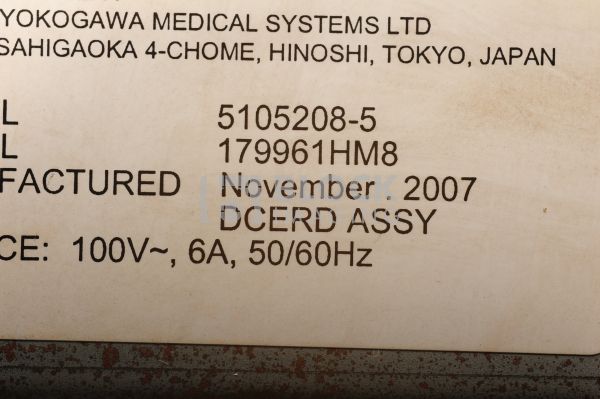 YOKOGAWA MEDICAL SYSTEMS LTD
SAHIGAOKA 4-CHOME, HINOSHI, TOKYO, JAPAN
L 5105208-5
L 179961HM8
FACTURED November . 2007
DCERD ASSY
CE: 100V~, 6A, 50/60Hz